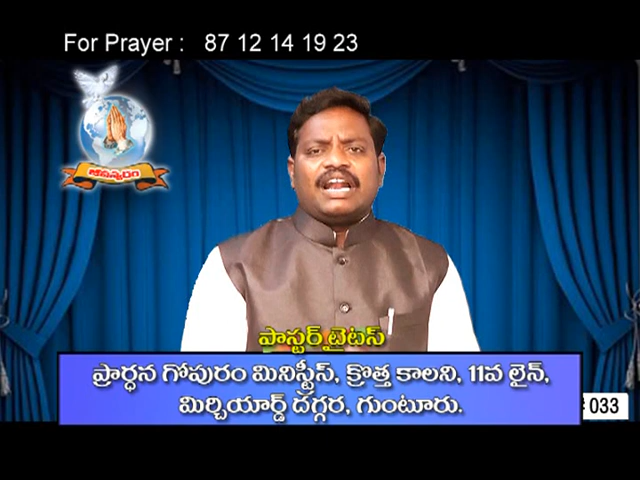 For Prayer : 87 12 14 19 23
పాస్టర్ టైటస్
ప్రార్ధన గోపురం మినిస్ట్రీస్, క్రొత్త కాలని, 11వ లైన్,
మిర్చియార్డ్ దగ్గర, గుంటూరు.
033